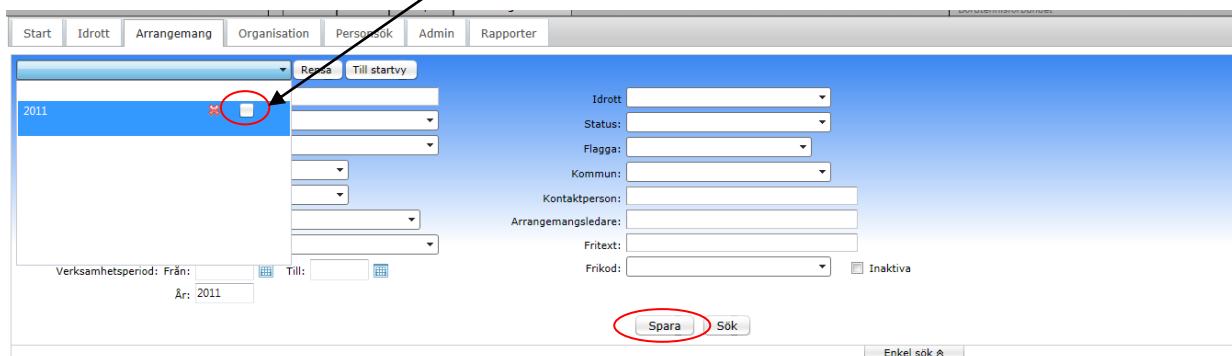 Bordtennisförbundet
Start Idrott Arrangemang Organisation Personsök Admin Rapporter
Rensa Till startvy
2011
Idrott
Status:
Flagga:
Kommun:
Kontaktperson:
Arrangemangsledare:
Fritext:
Verksamhetsperiod: Från: Till: Frikod: Inaktiva
År: 2011
Spara Sök
Enkel sök